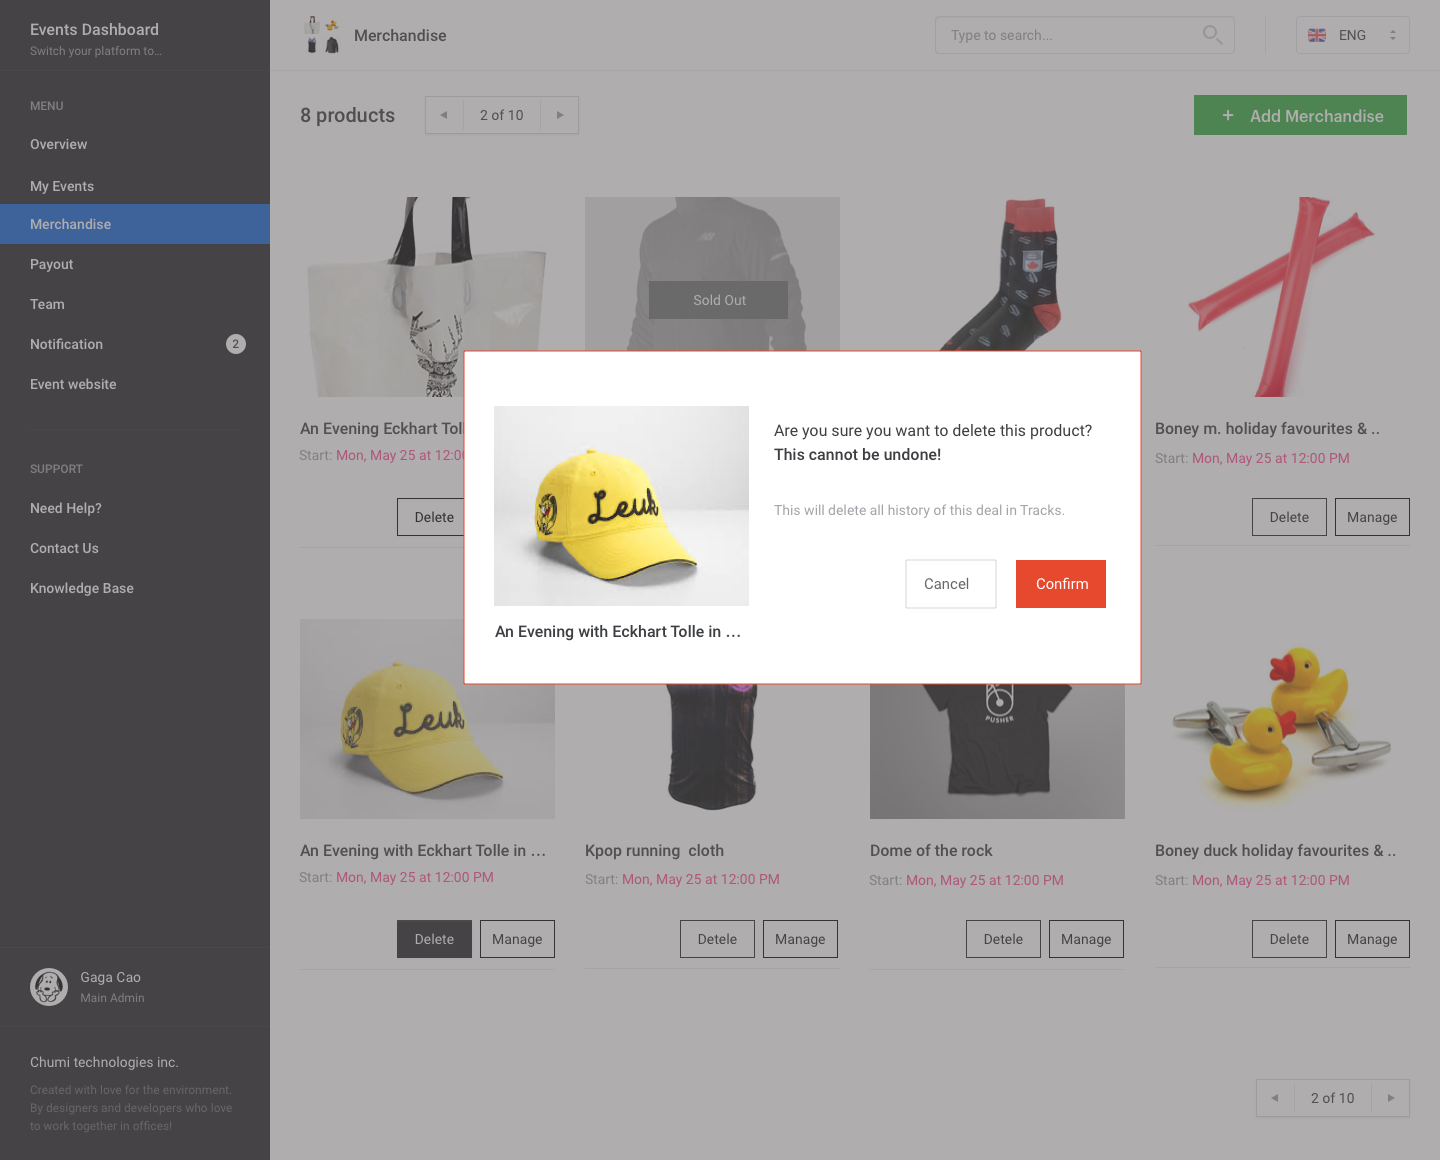 Events Dashboard
Switch your platform to...
MENU
Overview
My Events
Merchandise
Payout
Team
Notification 2
Event website
SUPPORT
Need Help?
Contact Us
Knowledge Base
Gaga Cao
Main Admin
Chumi technologies inc.
Created with love for the environment.
By designers and developers who love
to work together in offices!
Merchandise
Type to search...
ENG
8 products
2 of 10
+ Add Merchandise
Sold Out
An Evening Eckhart Tol
Start: Mon, May 25 at 12:00
Delete
Boney m. holiday favourites & ..
Start: Mon, May 25 at 12:00 PM
Delete Manage
Leuk
An Evening with Eckhart Tolle in ...
Are you sure you want to delete this product?
This cannot be undone!
This will delete all history of this deal in Tracks.
Cancel Confirm
Leuk
An Evening with Eckhart Tolle in ...
Start: Mon, May 25 at 12:00 PM
Delete Manage
Kpop running cloth
Start: Mon, May 25 at 12:00 PM
Detele Manage
PUSHER
Dome of the rock
Start: Mon, May 25 at 12:00 PM
Detele Manage
Boney duck holiday favourites & ..
Start: Mon, May 25 at 12:00 PM
Delete Manage
2 of 10